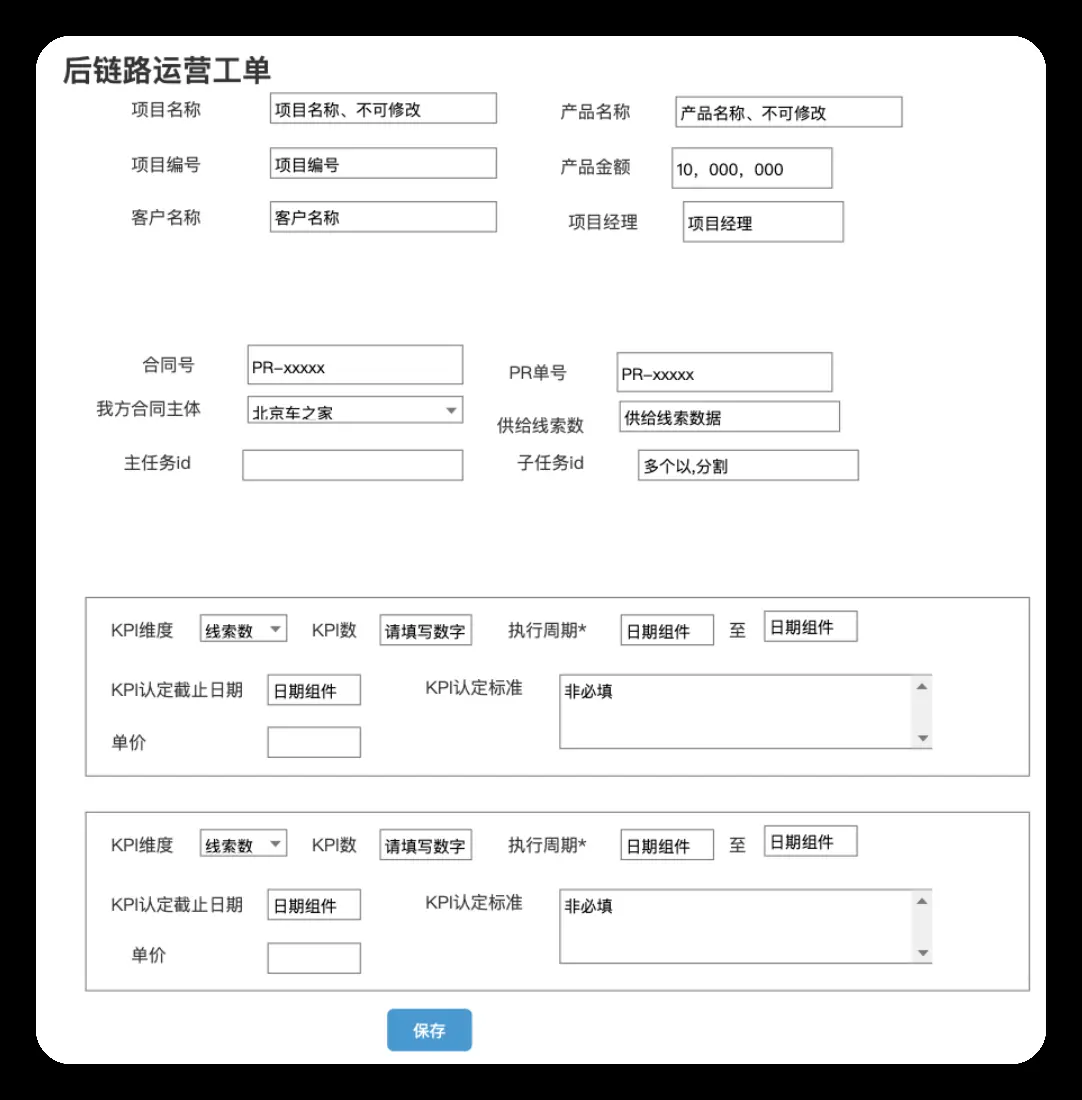 后链路运营工单
项目名称 项目名称、不可修改 产品名称 产品名称、不可修改
项目编号 项目编号 产品金额 10，000，000
客户名称 客户名称 项目经理 项目经理
合同号 PR-xxxxx PR单号 PR-xxxxx
我方合同主体 北京车之家 供给线索数 供给线索数据
主任务id 子任务id 多个以,分割
KPI维度 线索数 KPI数 请填写数字 执行周期* 日期组件 至 日期组件
KPI认定截止日期 日期组件 KPI认定标准 非必填
单价
KPI维度 线索数 KPI数 请填写数字 执行周期* 日期组件 至 日期组件
KPI认定截止日期 日期组件 KPI认定标准 非必填
单价
保存